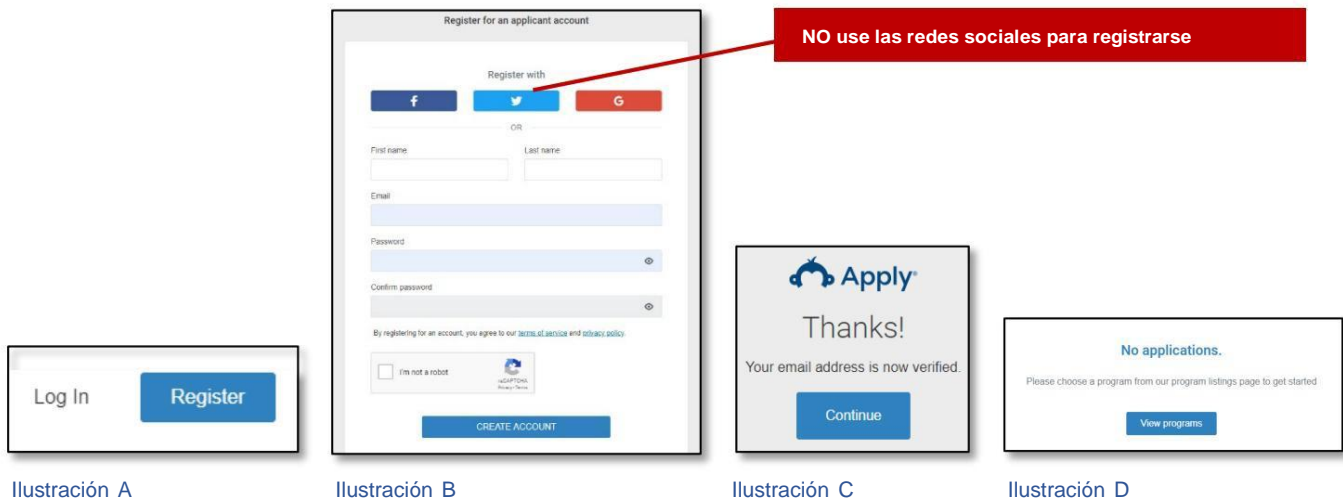 Register for an applicant account
NO use las redes sociales para registrarse
Register with
f
G
OR
First name
Last name
Email
Password
Confirm password
By registering for an account, you agree to our terms of service and privacy policy.
I'm not a robot
reCAPTCHA
Privacy - Terms
CREATE ACCOUNT
Log In
Register
Apply
Thanks!
Your email address is now verified.
Continue
No applications.
Please choose a program from our program listings page to get started
View programs
Ilustración A
Ilustración B
Ilustración C
Ilustración D